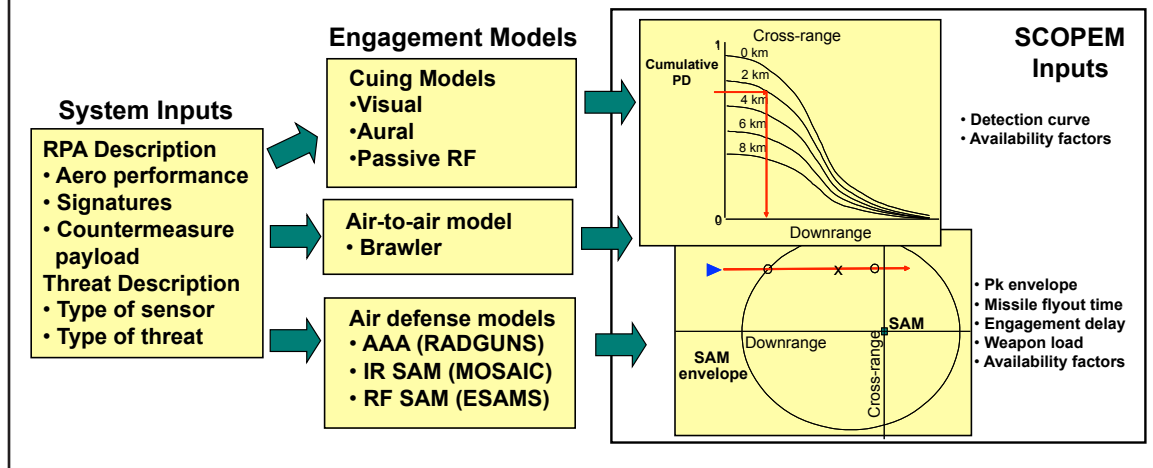 System Inputs
RPA Description
• Aero performance
• Signatures
• Countermeasure
payload
Threat Description
• Type of sensor
• Type of threat
Engagement Models
Cuing Models
•Visual
•Aural
•Passive RF
Air-to-air model
• Brawler
Air defense models
• AAA (RADGUNS)
• IR SAM (MOSAIC)
• RF SAM (ESAMS)
SCOPEM
Inputs
Cross-range
1
Cumulative
PD
0 km
2 km
4 km
6 km
8 km
0
Downrange
• Detection curve
• Availability factors
O
x
O
SAM
Downrange
SAM
envelope
Cross-range
• Pk envelope
• Missile flyout time
• Engagement delay
• Weapon load
• Availability factors